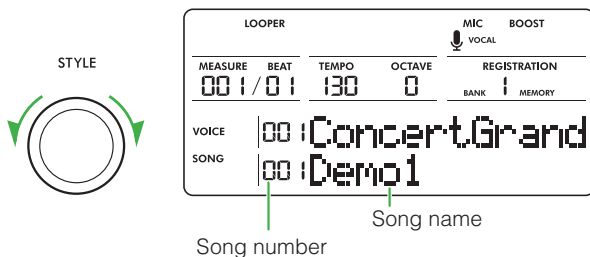 LOOPER
MIC BOOST
VOCAL
STYLE
MEASURE BEAT TEMPO OCTAVE REGISTRATION
001/01 130 0 BANK 1 MEMORY
VOICE 001 Concert.Grand
SONG 001 Demo1
Song name
Song number